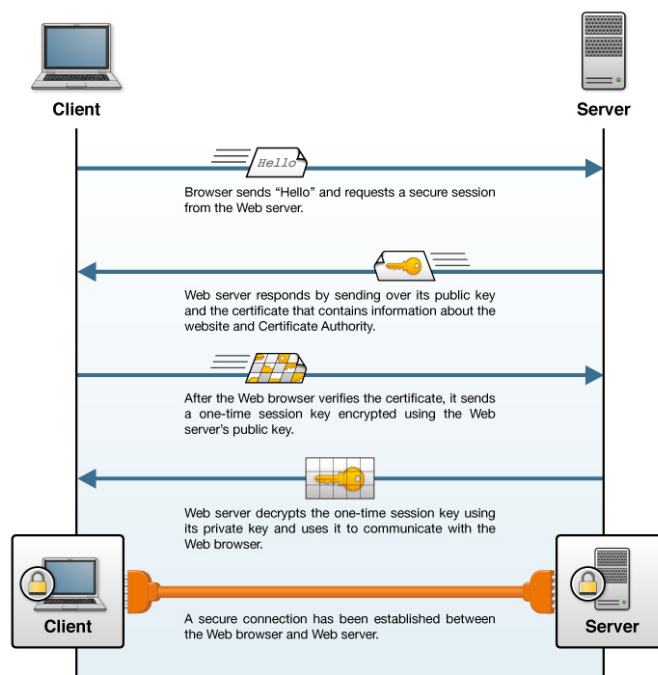 Client
Server
Hello
Browser sends “Hello” and requests a secure session
from the Web server.
Web server responds by sending over its public key
and the certificate that contains information about the
website and Certificate Authority.
After the Web browser verifies the certificate, it sends
a one-time session key encrypted using the Web
server’s public key.
Web server decrypts the one-time session key using
its private key and uses it to communicate with the
Web browser.
A secure connection has been established between
the Web browser and Web server.
Client
Server